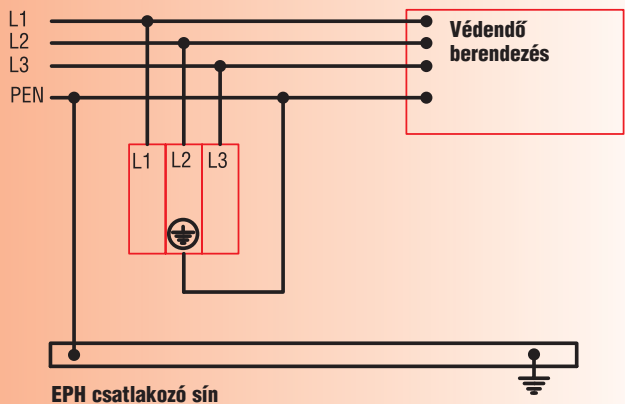 L1
L2
L3
PEN
Védendő
berendezés
L1 L2 L3
EPH csatlakozó sín